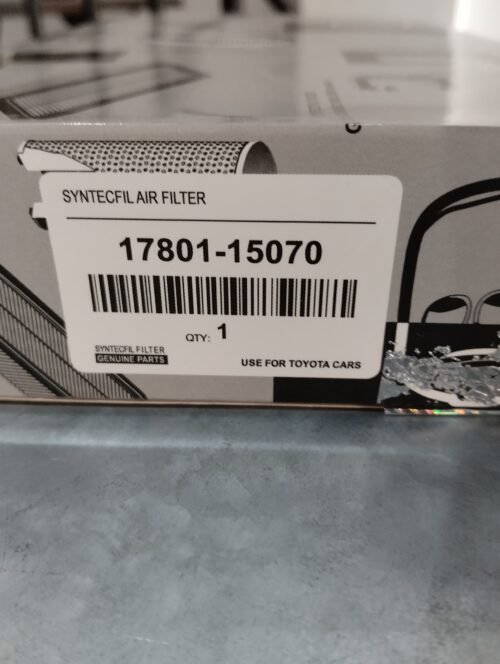 SYNTECFIL AIR FILTER
17801-15070
QTY: 1
SYNTECFIL FILTER
GENUINE PARTS
USE FOR TOYOTA CARS